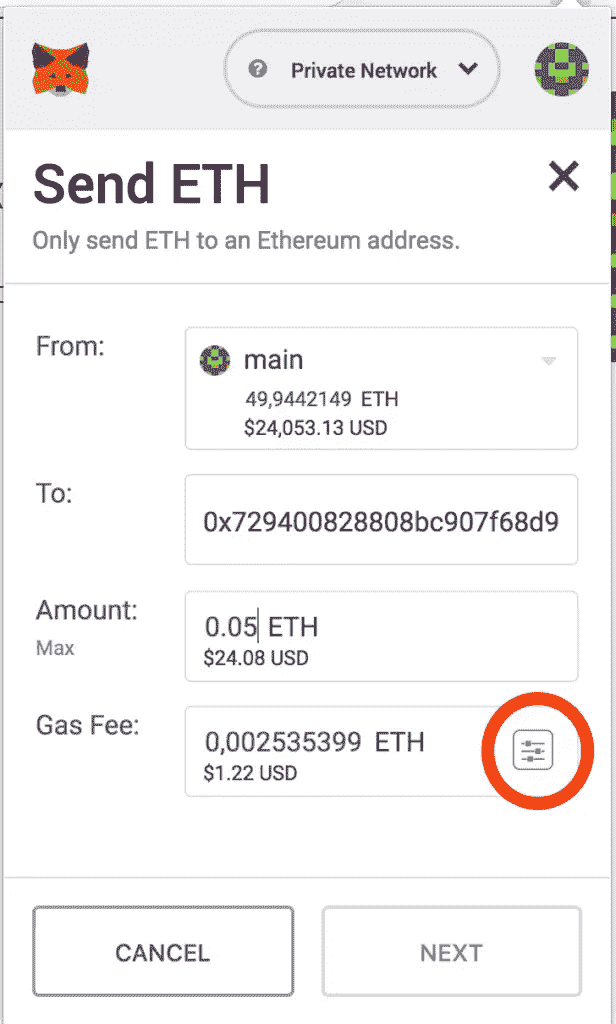 Private Network
Send ETH
Only send ETH to an Ethereum address.
From:
main
49,9442149 ETH
$24,053.13 USD
To:
0x729400828808bc907f68d9
Amount:
Max
0.05 ETH
$24.08 USD
Gas Fee:
0,002535399 ETH
$1.22 USD
CANCEL
NEXT